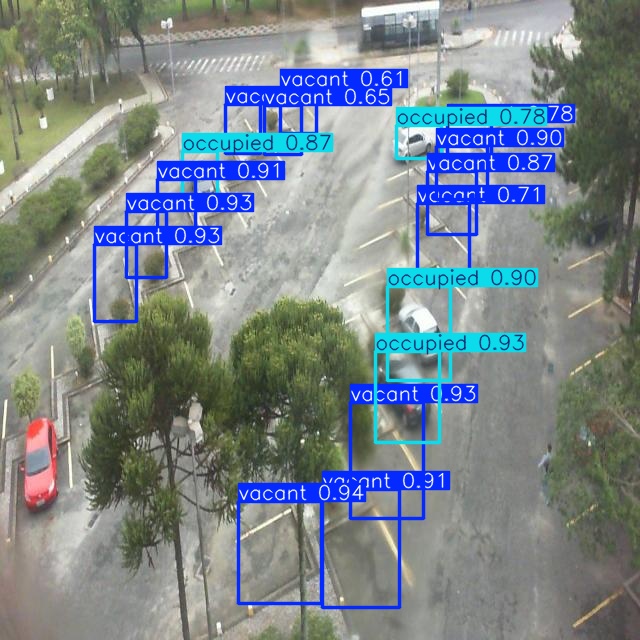 vacant 0.61
vacant 0.65
occupied 0.78
78
occupied 0.87
vacant 0.90
vacant 0.91
vacant 0.87
vacant 0.93
vacant 0.71
vacant 0.93
occupied 0.90
occupied 0.93
vacant 0.93
vacant 0.91
vacant 0.94